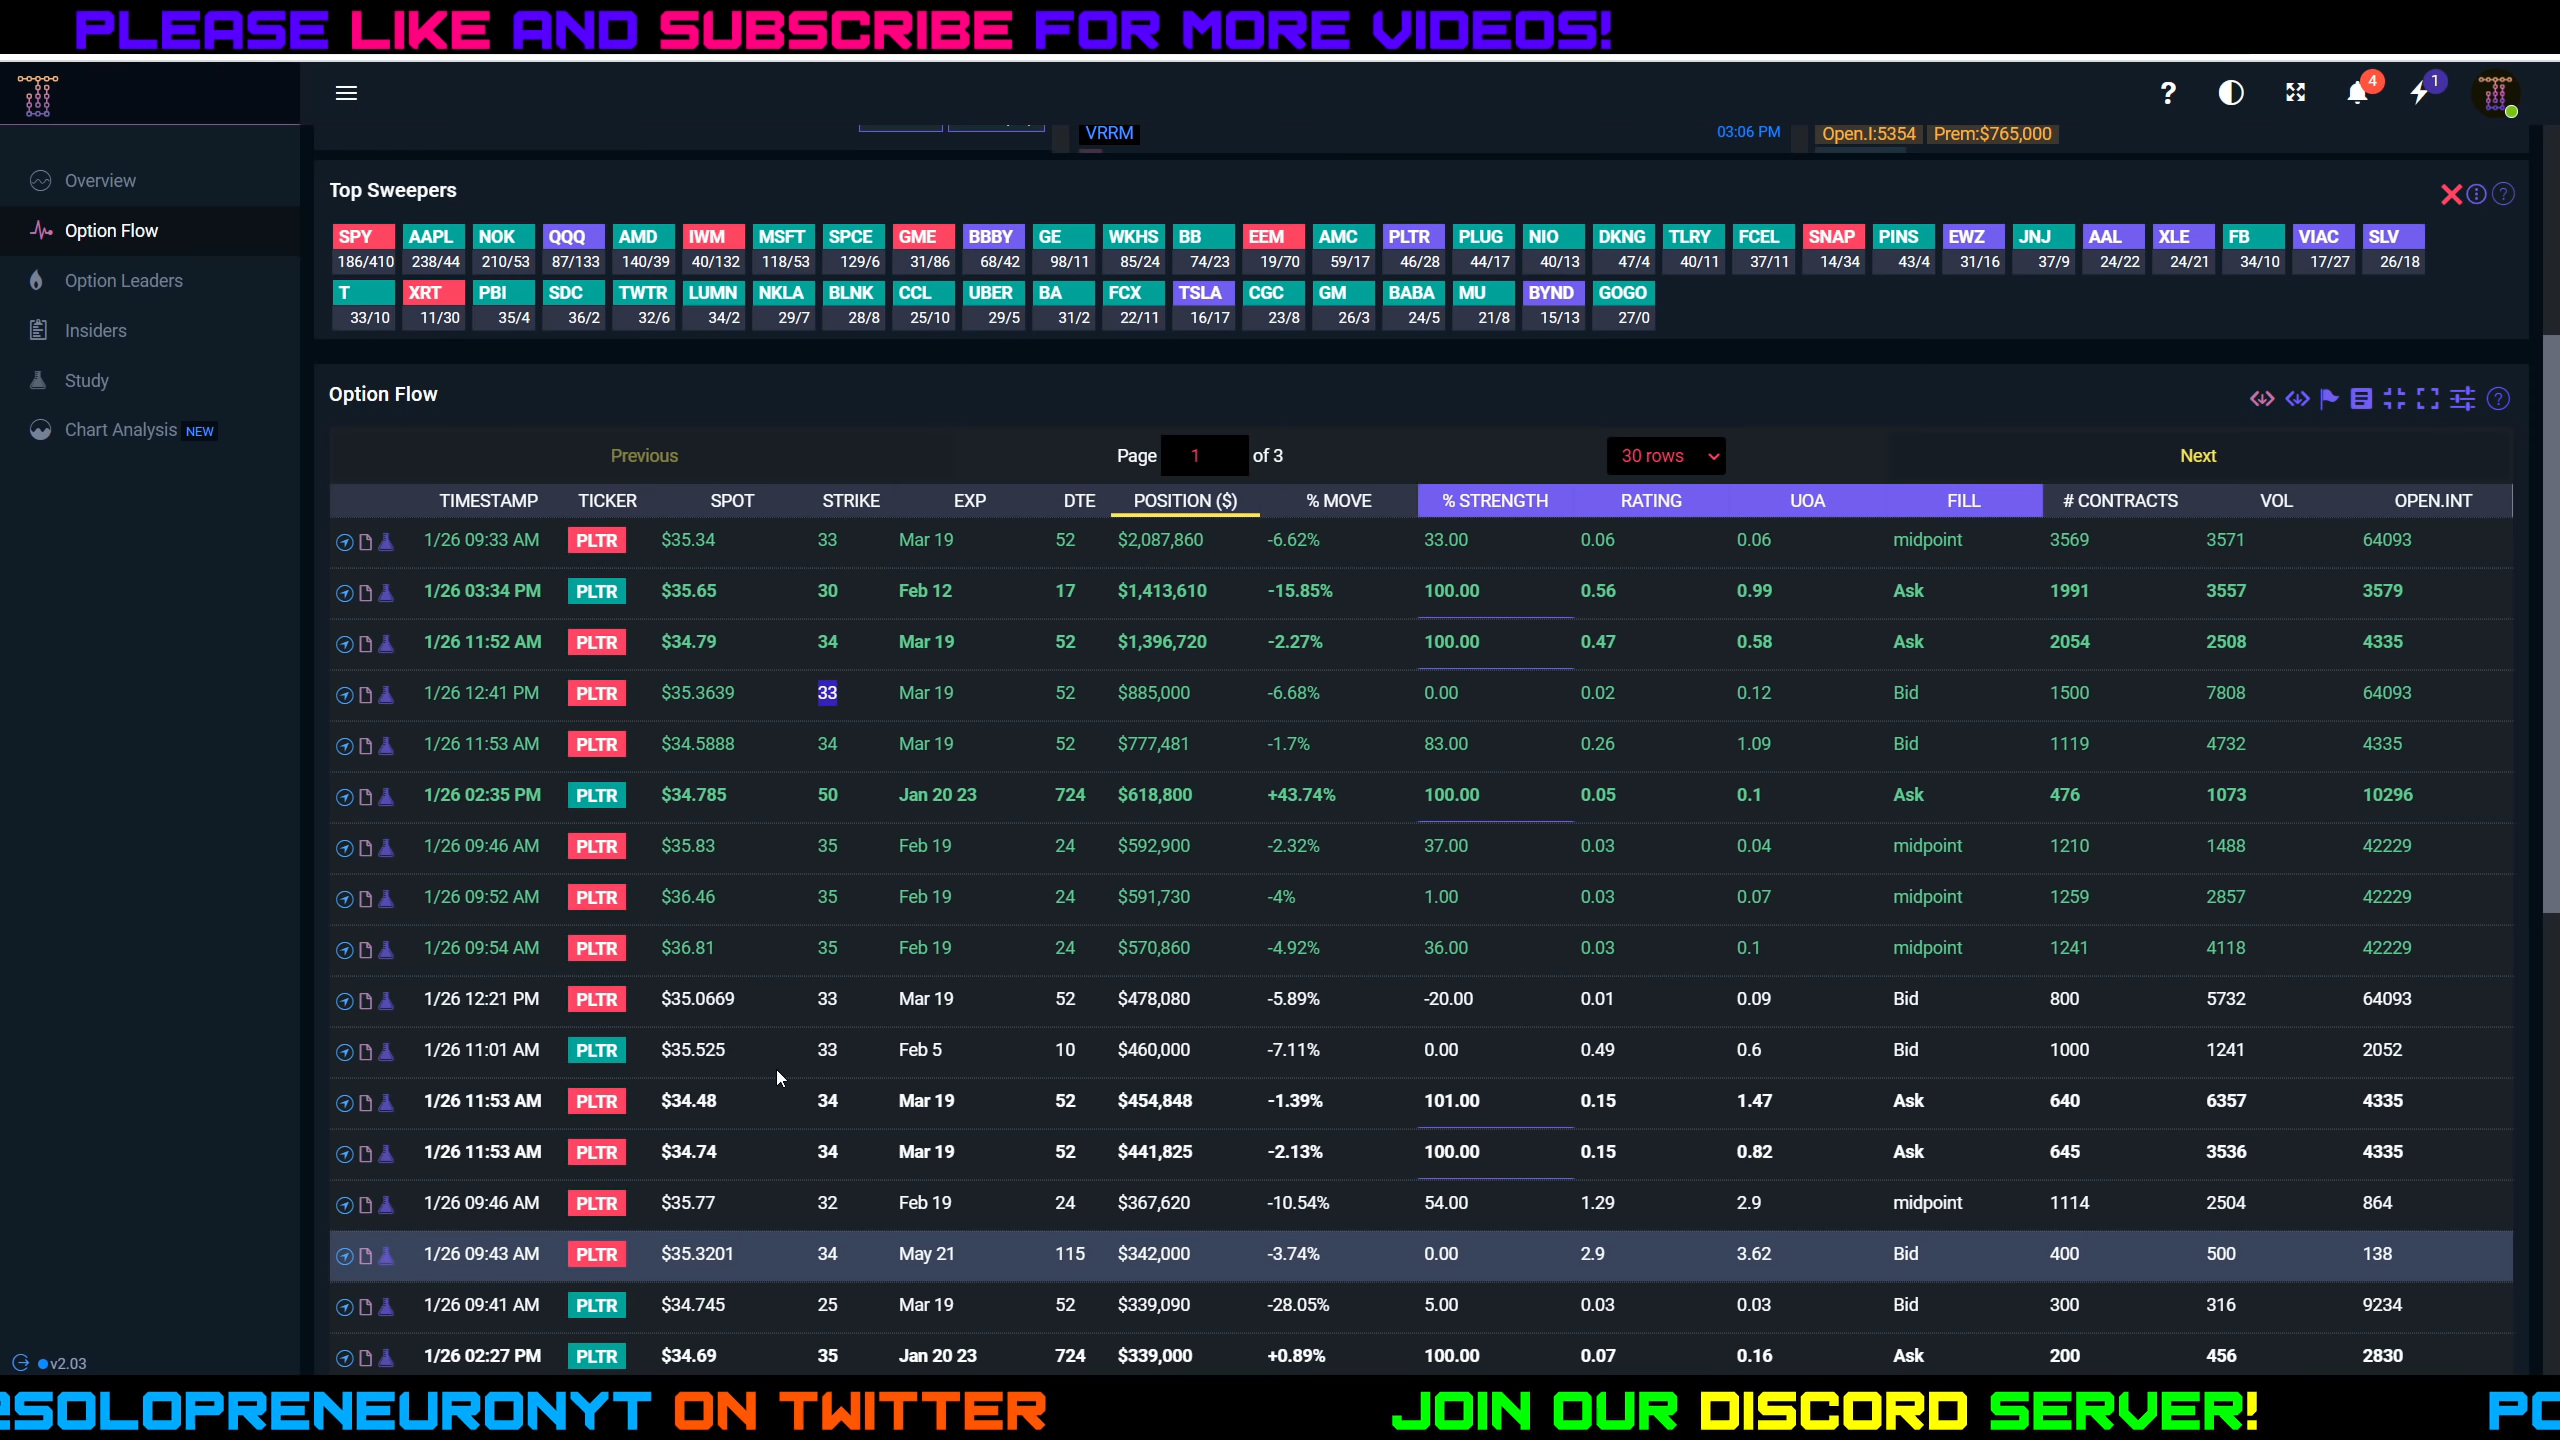 PLEASE LIKE AND SUBSCRIBE FOR MORE VIDEOS!
? 4 1
VRRM 03:06 PM Open.I:5354 Prem:$765,000
Overview
Option Flow
Option Leaders
Insiders
Study
Chart Analysis NEW
v2.03
Top Sweepers
SPY AAPL NOK QQQ AMD IWM MSFT SPCE GME BBBY GE WKHS BB EEM AMC PLTR PLUG NIO DKNG TLRY FCEL SNAP PINS EWZ JNJ AAL XLE FB VIAC SLV
186/410 238/44 210/53 87/133 140/39 40/132 118/53 129/6 31/86 68/42 98/11 85/24 74/23 19/70 59/17 46/28 44/17 40/13 47/4 40/11 37/11 14/34 43/4 31/16 37/9 24/22 24/21 34/10 17/27 26/18
T XRT PBI SDC TWTR LUMN NKLA BLNK CCL UBER BA FCX TSLA CGC GM BABA MU BYND GOGO
33/10 11/30 35/4 36/2 32/6 34/2 29/7 28/8 25/10 29/5 31/2 22/11 16/17 23/8 26/3 24/5 21/8 15/13 27/0
Option Flow
Previous Page 1 of 3 30 rows Next
TIMESTAMP TICKER SPOT STRIKE EXP DTE POSITION ($) % MOVE % STRENGTH RATING UOA FILL # CONTRACTS VOL OPEN.INT
1/26 09:33 AM PLTR $35.34 33 Mar 19 52 $2,087,860 -6.62% 33.00 0.06 0.06 midpoint 3569 3571 64093
1/26 03:34 PM PLTR $35.65 30 Feb 12 17 $1,413,610 -15.85% 100.00 0.56 0.99 Ask 1991 3557 3579
1/26 11:52 AM PLTR $34.79 34 Mar 19 52 $1,396,720 -2.27% 100.00 0.47 0.58 Ask 2054 2508 4335
1/26 12:41 PM PLTR $35.3639 33 Mar 19 52 $885,000 -6.68% 0.00 0.02 0.12 Bid 1500 7808 64093
1/26 11:53 AM PLTR $34.5888 34 Mar 19 52 $777,481 -1.7% 83.00 0.26 1.09 Bid 1119 4732 4335
1/26 02:35 PM PLTR $34.785 50 Jan 20 23 724 $618,800 +43.74% 100.00 0.05 0.1 Ask 476 1073 10296
1/26 09:46 AM PLTR $35.83 35 Feb 19 24 $592,900 -2.32% 37.00 0.03 0.04 midpoint 1210 1488 42229
1/26 09:52 AM PLTR $36.46 35 Feb 19 24 $591,730 -4% 1.00 0.03 0.07 midpoint 1259 2857 42229
1/26 09:54 AM PLTR $36.81 35 Feb 19 24 $570,860 -4.92% 36.00 0.03 0.1 midpoint 1241 4118 42229
1/26 12:21 PM PLTR $35.0669 33 Mar 19 52 $478,080 -5.89% -20.00 0.01 0.09 Bid 800 5732 64093
1/26 11:01 AM PLTR $35.525 33 Feb 5 10 $460,000 -7.11% 0.00 0.49 0.6 Bid 1000 1241 2052
1/26 11:53 AM PLTR $34.48 34 Mar 19 52 $454,848 -1.39% 101.00 0.15 1.47 Ask 640 6357 4335
1/26 11:53 AM PLTR $34.74 34 Mar 19 52 $441,825 -2.13% 100.00 0.15 0.82 Ask 645 3536 4335
1/26 09:46 AM PLTR $35.77 32 Feb 19 24 $367,620 -10.54% 54.00 1.29 2.9 midpoint 1114 2504 864
1/26 09:43 AM PLTR $35.3201 34 May 21 115 $342,000 -3.74% 0.00 2.9 3.62 Bid 400 500 138
1/26 09:41 AM PLTR $34.745 25 Mar 19 52 $339,090 -28.05% 5.00 0.03 0.03 Bid 300 316 9234
1/26 02:27 PM PLTR $34.69 35 Jan 20 23 724 $339,000 +0.89% 100.00 0.07 0.16 Ask 200 456 2830
@SOLOPRENEURONYT ON TWITTER JOIN OUR DISCORD SERVER!